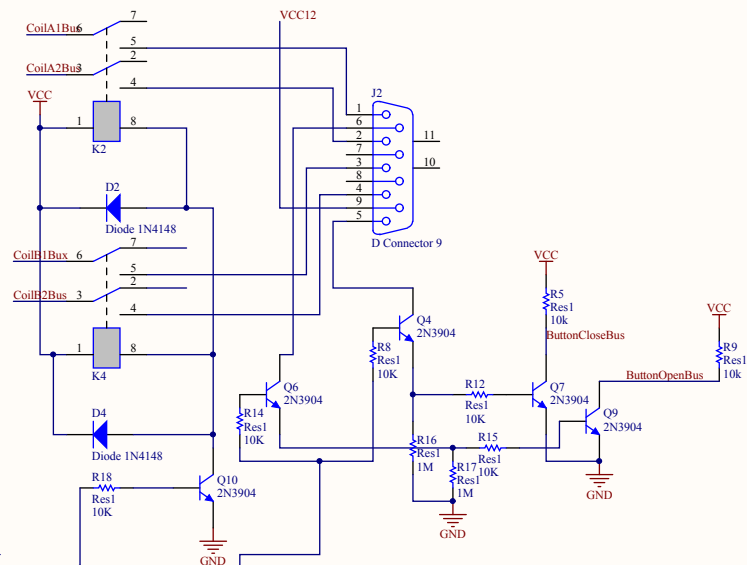 7
VCC12
CoilA1Bus
6
5
2
CoilA2Bus
3
4
VCC
J2
1
8
K2
1
6
2
7
3
8
4
9
5
11
10
D Connector 9
D2
Diode 1N4148
7
CoilB1Bux
6
5
2
CoilB2Bus
3
4
VCC
R5
Res1
10k
VCC
ButtonCloseBus
Q4
2N3904
R8
Res1
10K
R9
Res1
10k
1
8
K4
ButtonOpenBus
Q6
2N3904
R12
Res1
10K
Q7
2N3904
R14
Res1
10K
Q9
2N3904
D4
Diode 1N4148
R16
Res1
1M
R15
Res1
10K
R17
Res1
1M
R18
Res1
10K
Q10
2N3904
GND
GND
GND